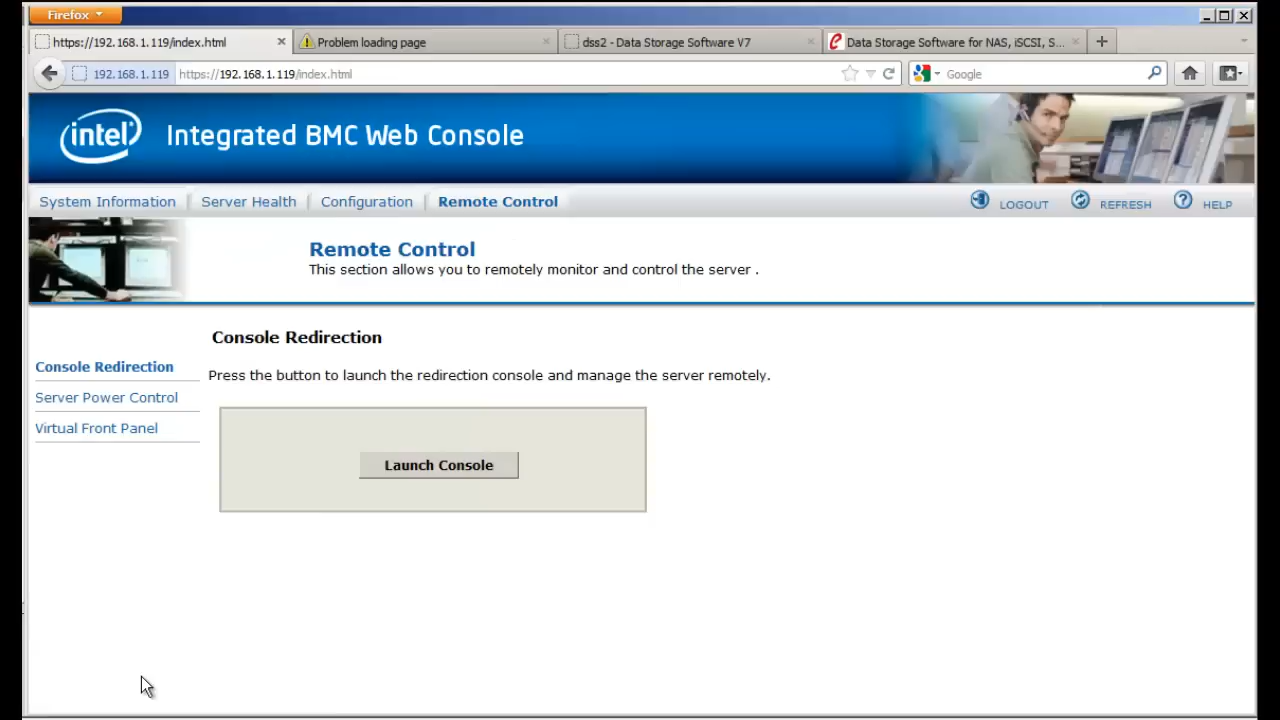 Firefox
https://192.168.1.119/index.html
Problem loading page
dss2 - Data Storage Software V7
Data Storage Software for NAS, iSCSI, S...
192.168.1.119
https://192.168.1.119/index.html
Google
intel
Integrated BMC Web Console
System Information
Server Health
Configuration
Remote Control
LOGOUT
REFRESH
HELP
Remote Control
This section allows you to remotely monitor and control the server .
Console Redirection
Server Power Control
Virtual Front Panel
Console Redirection
Press the button to launch the redirection console and manage the server remotely.
Launch Console